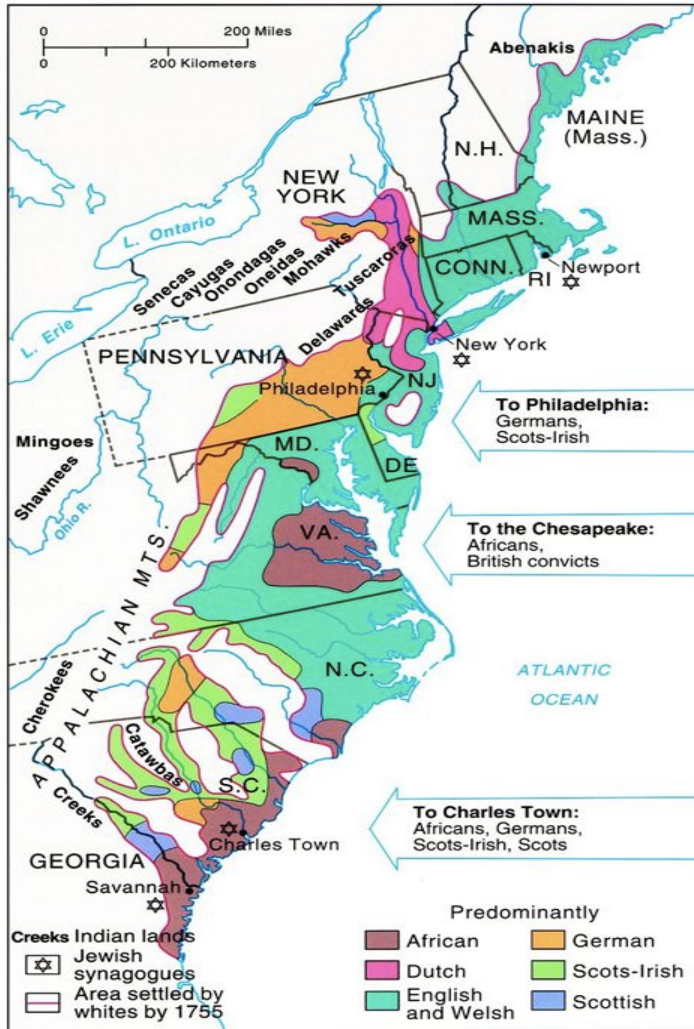 0 200 Miles
0 200 Kilometers
Abenakis
MAINE
(Mass.)
N.H.
NEW
YORK
L. Ontario
MASS.
Senecas
Cayugas
Onondagas
Oneidas
Mohawks
Tuscaroras
CONN.
RI
Newport
L. Erie
Delawares
New York
PENNSYLVANIA
Philadelphia
NJ
To Philadelphia:
Germans,
Scots-Irish
Mingoes
Shawnees
MD.
DE
Ohio R.
VA.
To the Chesapeake:
Africans,
British convicts
APPALACHIAN MTS.
N.C.
ATLANTIC
OCEAN
Cherokees
Catawbas
S.C.
Creeks
To Charles Town:
Africans, Germans,
Scots-Irish, Scots
Charles Town
GEORGIA
Savannah
Creeks Indian lands
Jewish
synagogues
Area settled by
whites by 1755
Predominantly
African
German
Dutch
Scots-Irish
English
and Welsh
Scottish